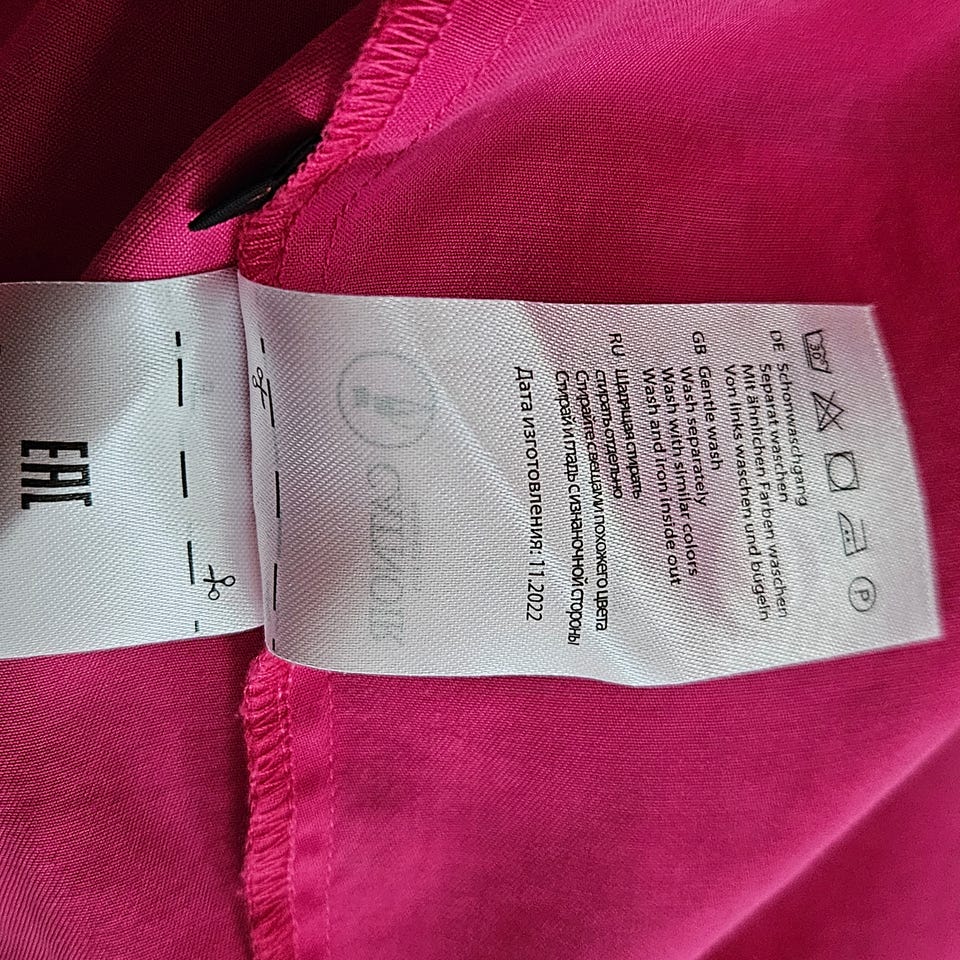 30
P
DE Schonwaschgang
Separat waschen
Mit ähnlichen Farben waschen
Von links waschen und bügeln
GB Gentle wash
Wash separately
Wash with similar colors
Wash and iron inside out
RU Щадящая стирать
стирать отдельно
Стирайте с вещами похожего цвета
Стирай и гладь с изнаночной стороны
Дата изготовления: 11.2022
EAC